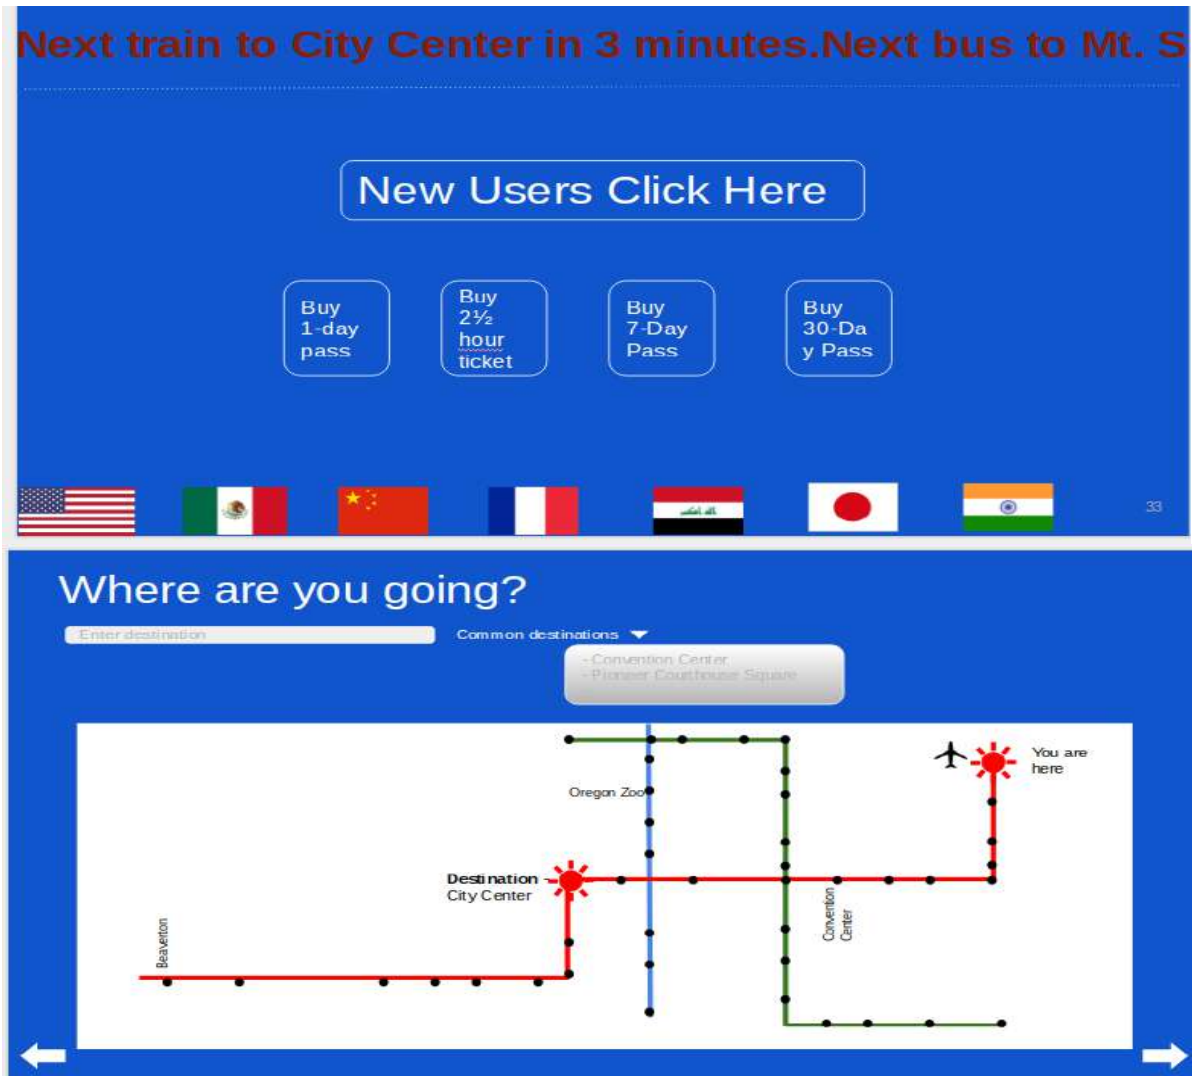 Next train to City Center in 3 minutes.Next bus to Mt. S
New Users Click Here
Buy
1-day
pass
Buy
2½
hour
ticket
Buy
7-Day
Pass
Buy
30-Da
y Pass
33
Where are you going?
Enter destination
Common destinations
- Convention Center
- Pioneer Courthouse Square
You are
here
Oregon Zoo
Destination -
City Center
Convention
Center
Beaverton